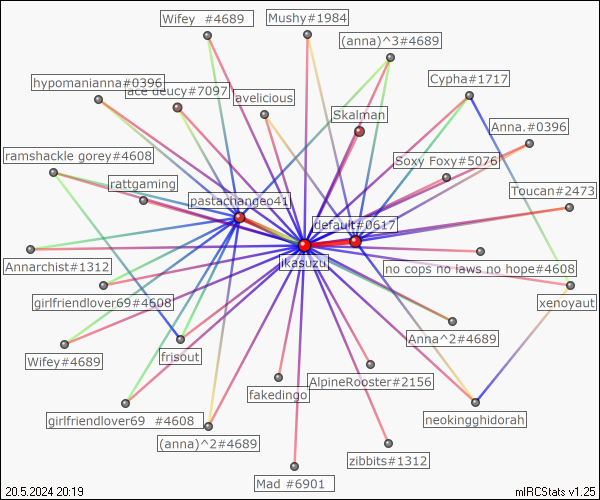 Wifey  #4689
Mushy#1984
(anna)^3#4689
hypomanianna#0396
ace deucy#7097
avelicious
Cypha#1717
Skalman
Anna.#0396
ramshackle gorey#4608
rattgaming
Soxy Foxy#5076
Toucan#2473
pastachangeo41
default#0617
jkasuzu
Annarchist#1312
no cops no laws no hope#4608
girlfriendlover69#4608
xenoyaut
Wifey#4689
frisout
Anna^2#4689
fakedingo
AlpineRooster#2156
girlfriendlover69  #4608
neokingghidorah
(anna)^2#4689
zibbits#1312
Mad #6901
20.5.2024 20:19
mIRCStats v1.25